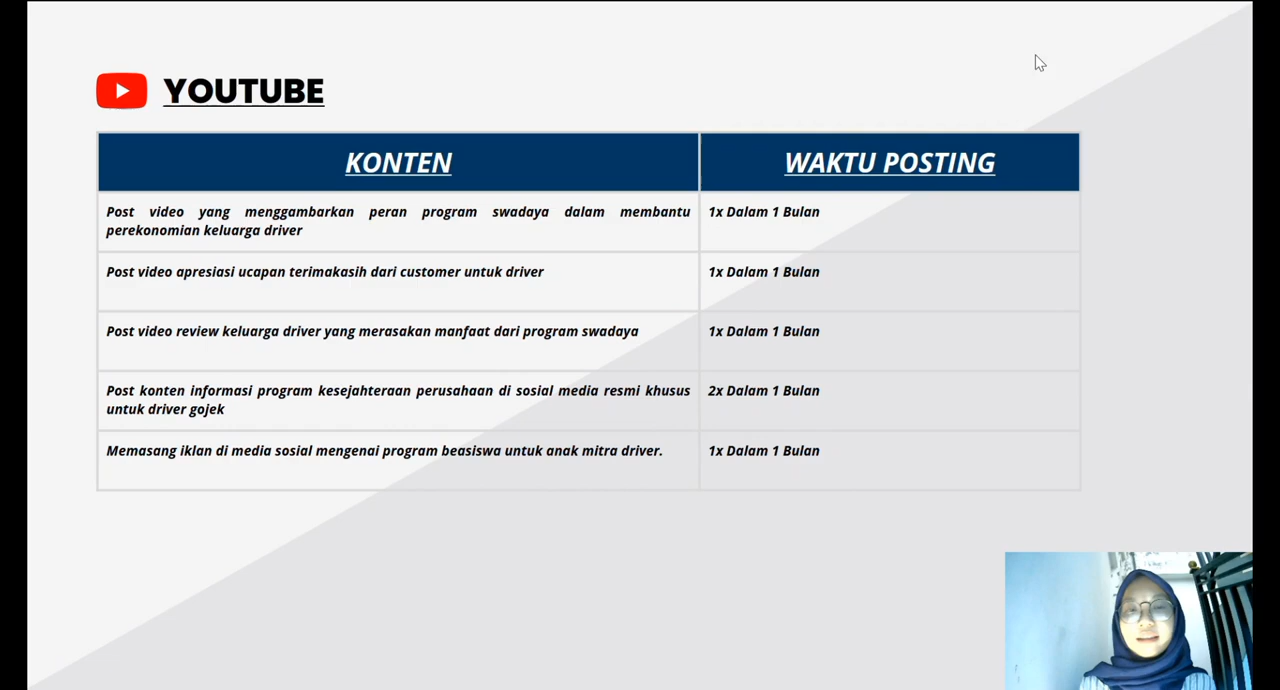 YOUTUBE
KONTEN
WAKTU POSTING
Post video yang menggambarkan peran program swadaya dalam membantu
perekonomian keluarga driver
1x Dalam 1 Bulan
Post video apresiasi ucapan terimakasih dari customer untuk driver
1x Dalam 1 Bulan
Post video review keluarga driver yang merasakan manfaat dari program swadaya
1x Dalam 1 Bulan
Post konten informasi program kesejahteraan perusahaan di sosial media resmi khusus
untuk driver gojek
2x Dalam 1 Bulan
Memasang iklan di media sosial mengenai program beasiswa untuk anak mitra driver.
1x Dalam 1 Bulan